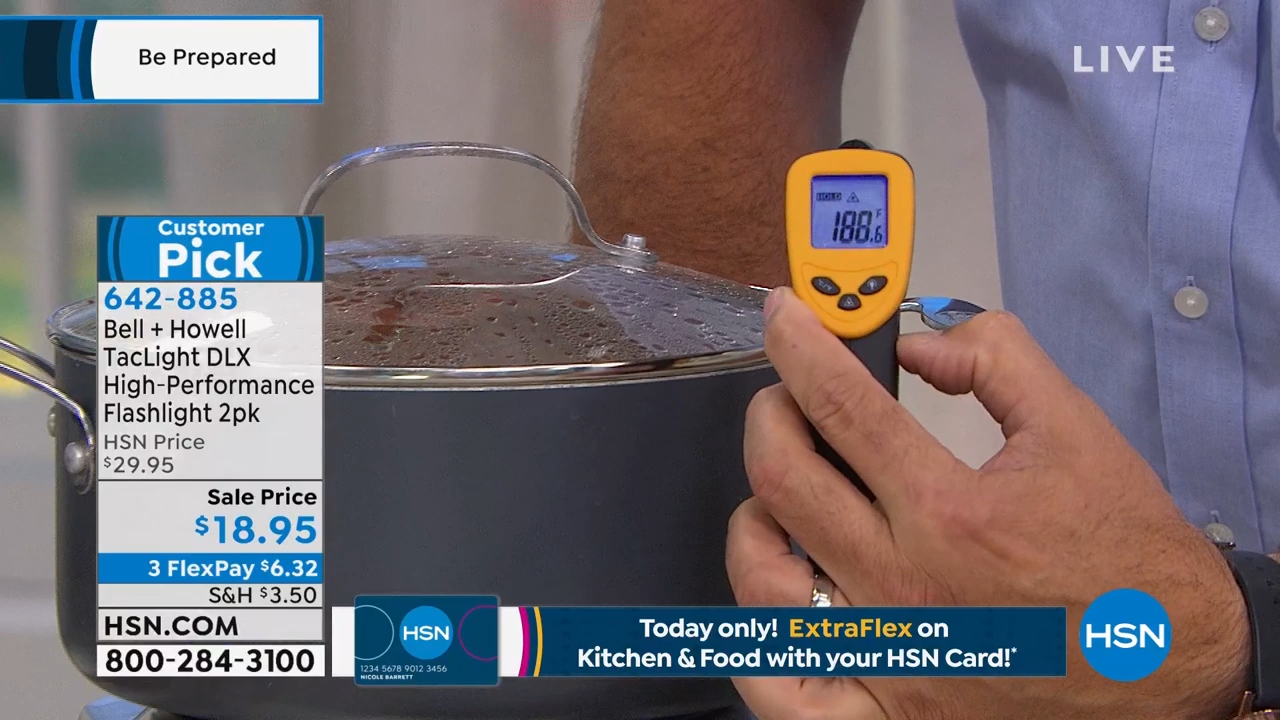 Be Prepared
LIVE
Customer
Pick
642-885
Bell + Howell
TacLight DLX
High-Performance
Flashlight 2pk
HSN Price
$29.95
Sale Price
$18.95
3 FlexPay $6.32
S&H $3.50
HSN.COM
800-284-3100
HOLD
188.6
°F
HSN
1234 5678 9012 3456
NICOLE BARRETT
Today only! ExtraFlex on
Kitchen & Food with your HSN Card!*
HSN